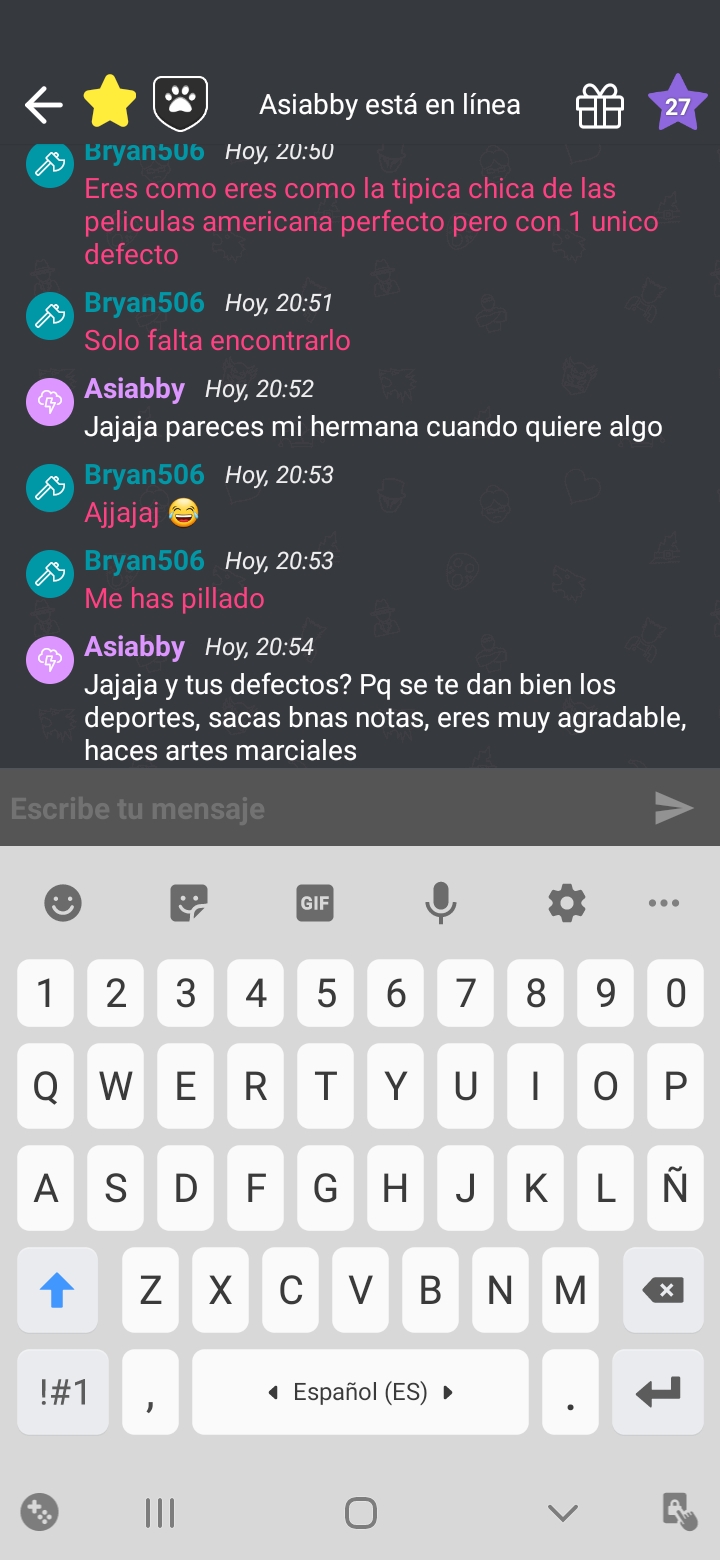 Asiabby está en línea
27
Bryan506 Hoy, 20:50
Eres como eres como la tipica chica de las
peliculas americana perfecto pero con 1 unico
defecto
Bryan506 Hoy, 20:51
Solo falta encontrarlo
Asiabby Hoy, 20:52
Jajaja pareces mi hermana cuando quiere algo
Bryan506 Hoy, 20:53
Ajjajaj 😂
Bryan506 Hoy, 20:53
Me has pillado
Asiabby Hoy, 20:54
Jajaja y tus defectos? Pq se te dan bien los
deportes, sacas bnas notas, eres muy agradable,
haces artes marciales
Escribe tu mensaje
GIF
1 2 3 4 5 6 7 8 9 0
Q W E R T Y U I O P
A S D F G H J K L Ñ
Z X C V B N M
!#1 , Español (ES) .